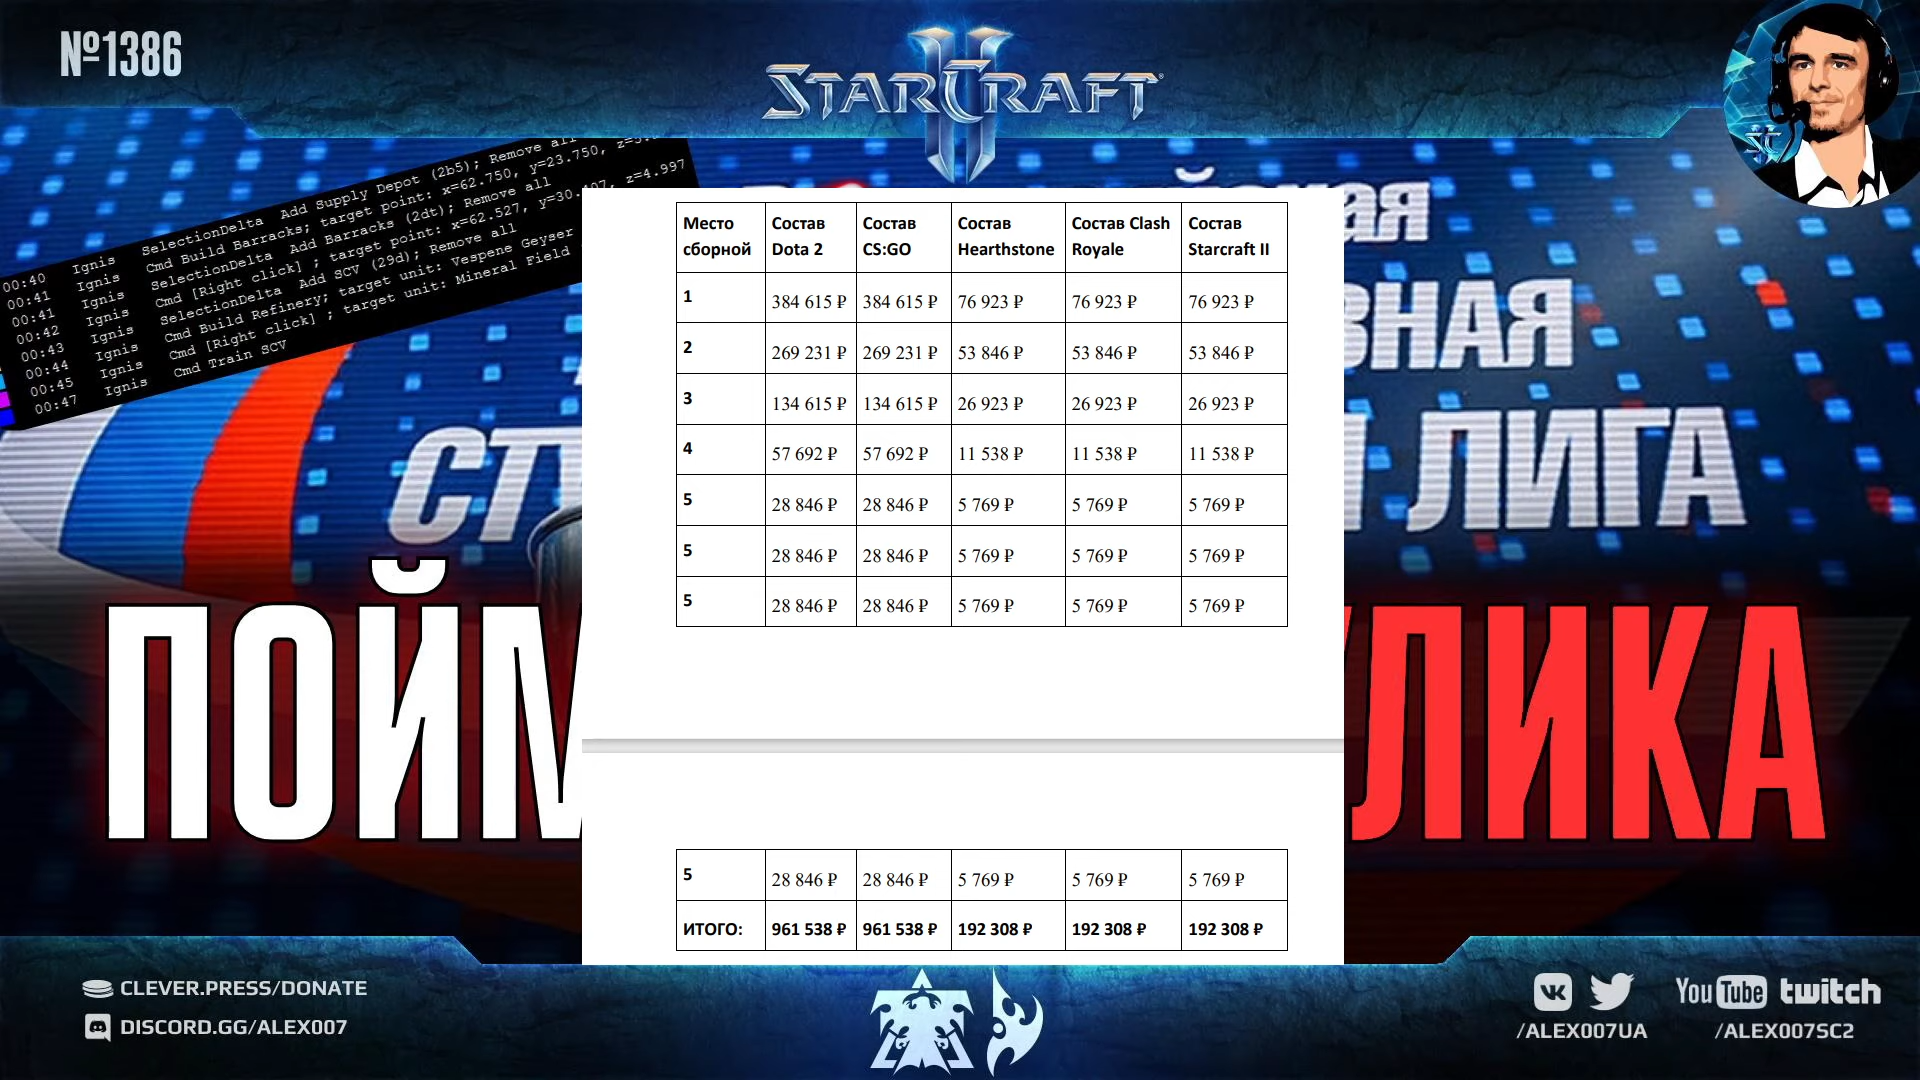 №1386
STARCRAFT
II
SelectionDelta Add Supply Depot (2b5); Remove all
00:40 Ignis Cmd Build Barracks; target point: x=62.750, y=23.750,
00:41 Ignis SelectionDelta Add Barracks (2dt); Remove all
00:41 Ignis Cmd [Right click] ; target point: x=62.527, z=4.997
00:42 Ignis SelectionDelta Add SCV (29d); Remove all
00:43 Ignis Cmd Build Refinery; target unit: Vespene Geyser
00:44 Ignis Cmd [Right click] ; target unit: Mineral Field
00:45 Ignis Cmd Train SCV
00:47 Ignis
ЛИГА
Место сборной Состав Dota 2 Состав CS:GO Состав Hearthstone Состав Clash Royale Состав Starcraft II
1 384 615 ₽ 384 615 ₽ 76 923 ₽ 76 923 ₽ 76 923 ₽
2 269 231 ₽ 269 231 ₽ 53 846 ₽ 53 846 ₽ 53 846 ₽
3 134 615 ₽ 134 615 ₽ 26 923 ₽ 26 923 ₽ 26 923 ₽
4 57 692 ₽ 57 692 ₽ 11 538 ₽ 11 538 ₽ 11 538 ₽
5 28 846 ₽ 28 846 ₽ 5 769 ₽ 5 769 ₽ 5 769 ₽
5 28 846 ₽ 28 846 ₽ 5 769 ₽ 5 769 ₽ 5 769 ₽
5 28 846 ₽ 28 846 ₽ 5 769 ₽ 5 769 ₽ 5 769 ₽
5 28 846 ₽ 28 846 ₽ 5 769 ₽ 5 769 ₽ 5 769 ₽
ИТОГО: 961 538 ₽ 961 538 ₽ 192 308 ₽ 192 308 ₽ 192 308 ₽
ПОЙМ ЛИКА
CLEVER.PRESS/DONATE
DISCORD.GG/ALEX007
YouTube twitch
/ALEX007UA /ALEX007SC2